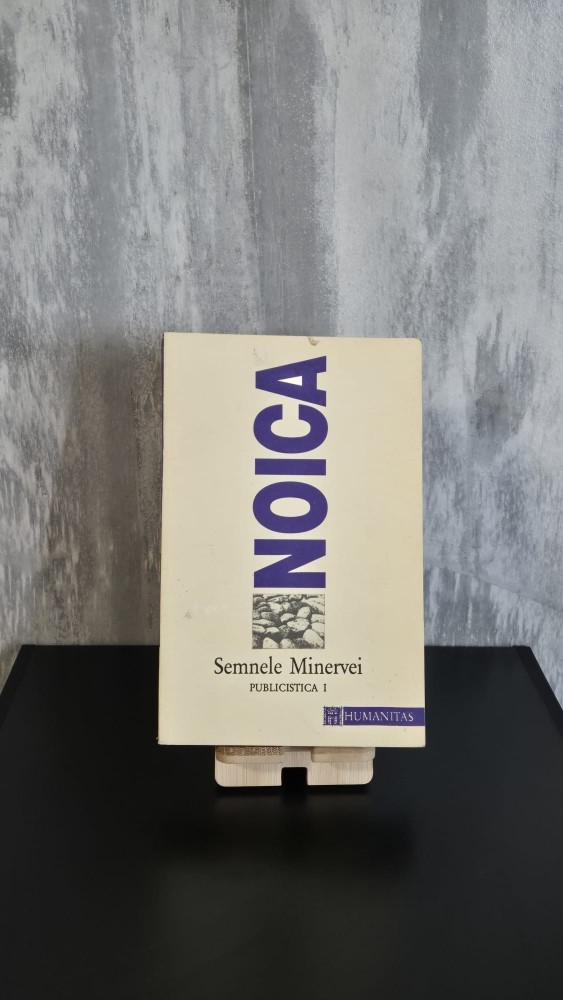 NOICA
Semnele Minervei
PUBLICISTICA I
HUMANITAS